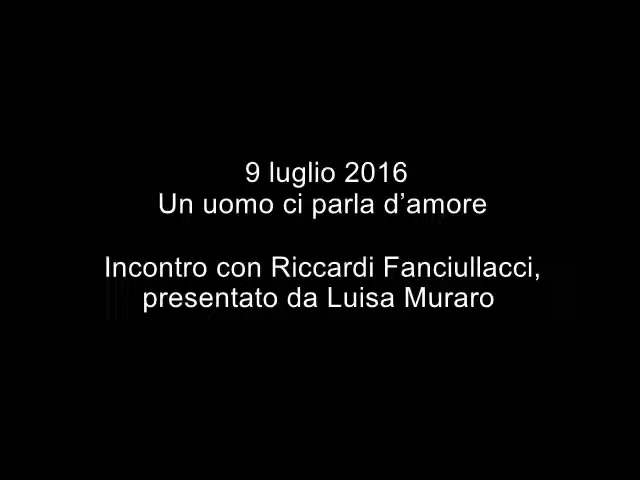 9 luglio 2016
Un uomo ci parla d’amore
Incontro con Riccardi Fanciullacci,
presentato da Luisa Muraro